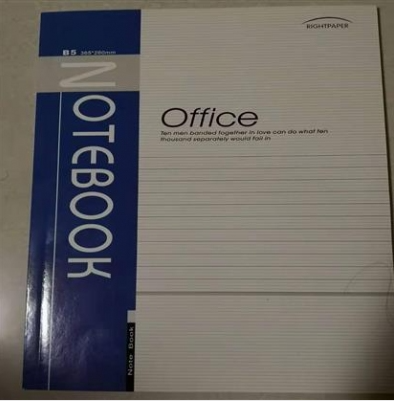 RIGHTPAPER
B5
NOTEBOOK
Office
Ten men banded together in love can do what ten
thousand separately would fail in
Note Book